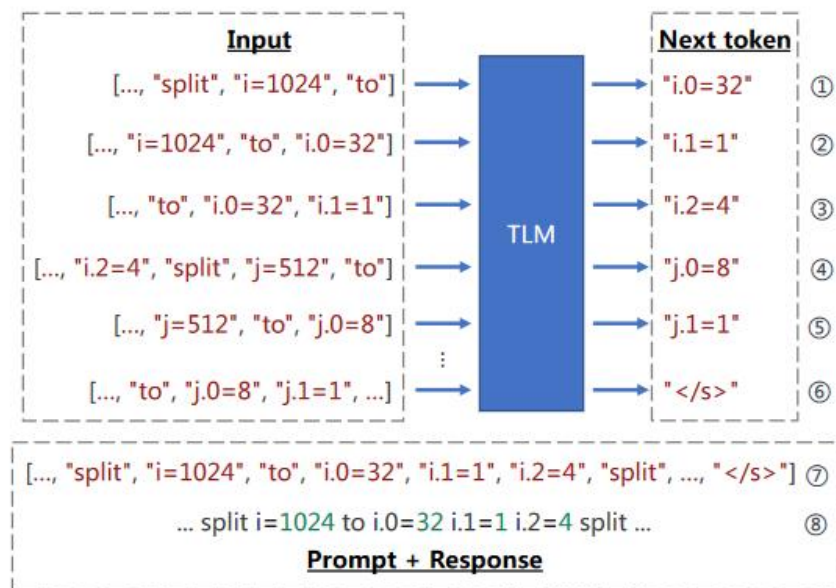 Input Next token
[..., "split", "i=1024", "to"] "i.0=32" ①
[..., "i=1024", "to", "i.0=32"] "i.1=1" ②
[..., "to", "i.0=32", "i.1=1"] "i.2=4" ③
TLM
[..., "i.2=4", "split", "j=512", "to"] "j.0=8" ④
[..., "j=512", "to", "j.0=8"] "j.1=1" ⑤
⋮
[..., "to", "j.0=8", "j.1=1", ...] "</s>" ⑥
[..., "split", "i=1024", "to", "i.0=32", "i.1=1", "i.2=4", "split", ..., "</s>"] ⑦
... split i=1024 to i.0=32 i.1=1 i.2=4 split ... ⑧
Prompt + Response